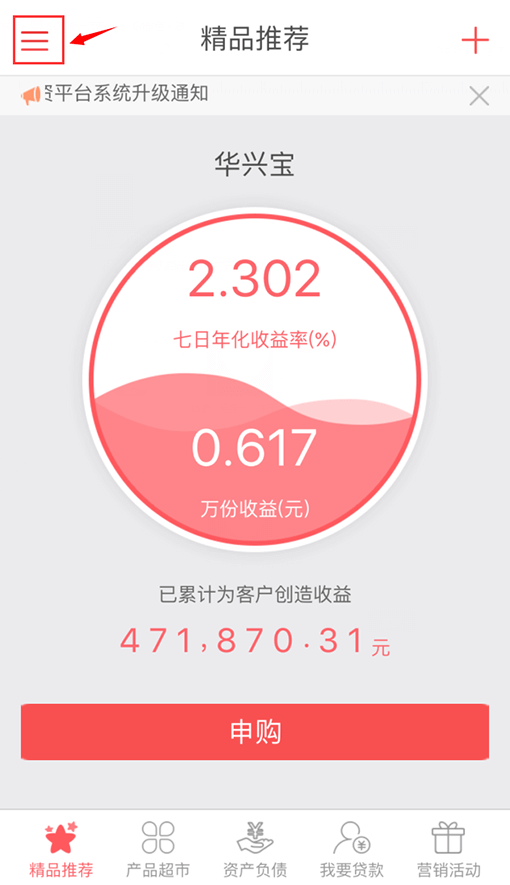 精品推荐
资平台系统升级通知
华兴宝
2.302
七日年化收益率(%)
0.617
万份收益(元)
已累计为客户创造收益
471,870.31元
申购
精品推荐 产品超市 资产负债 我要贷款 营销活动